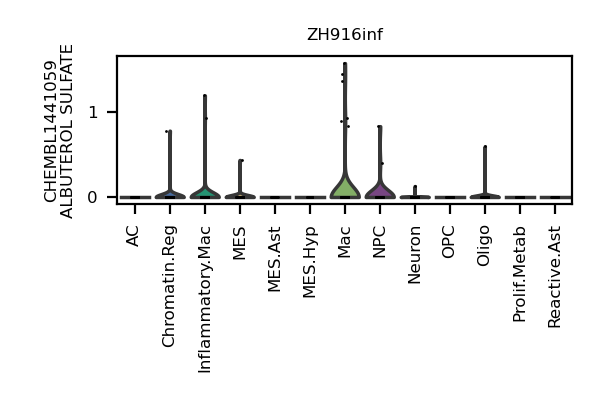 ZH916inf
CHEMBL1441059
ALBUTEROL SULFATE
1
0
AC
Chromatin.Reg
Inflammatory.Mac
MES
MES.Ast
MES.Hyp
Mac
NPC
Neuron
OPC
Oligo
Prolif.Metab
Reactive.Ast